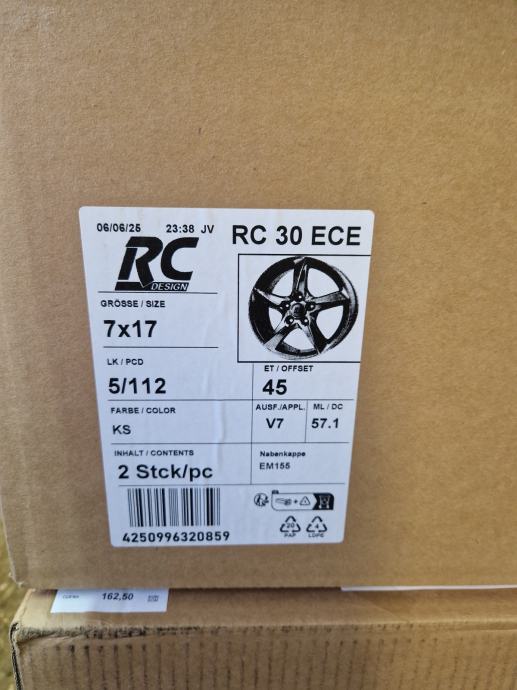 06/06/25 23:38 JV
RC 30 ECE
RC
DESIGN
GRÖSSE / SIZE
7x17
LK / PCD
5/112
ET / OFFSET
45
FARBE / COLOR
KS
AUSF./APPL.
V7
ML / DC
57.1
INHALT / CONTENTS
2 Stck/pc
Nabenkappe
EM155
4250996320859
20
PAP
4
LDPE
162,50